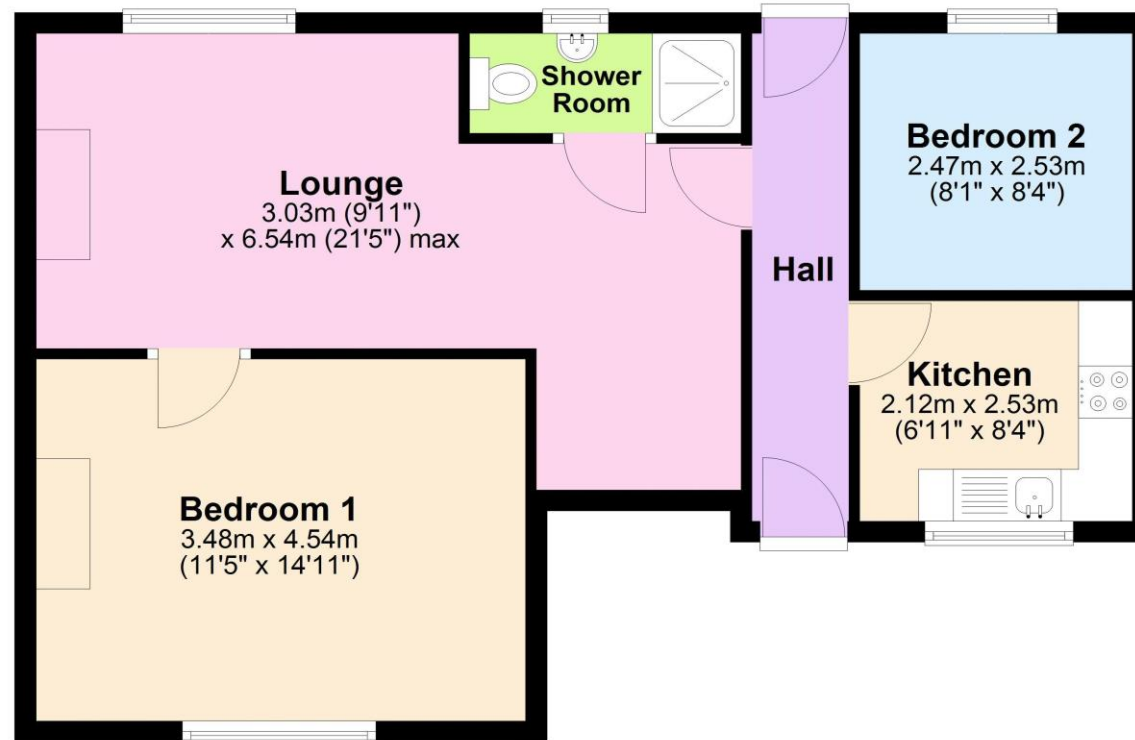 Shower
Room
Bedroom 2
2.47m x 2.53m
(8'1" x 8'4")
Lounge
3.03m (9'11")
x 6.54m (21'5") max
Hall
Kitchen
2.12m x 2.53m
(6'11" x 8'4")
Bedroom 1
3.48m x 4.54m
(11'5" x 14'11")